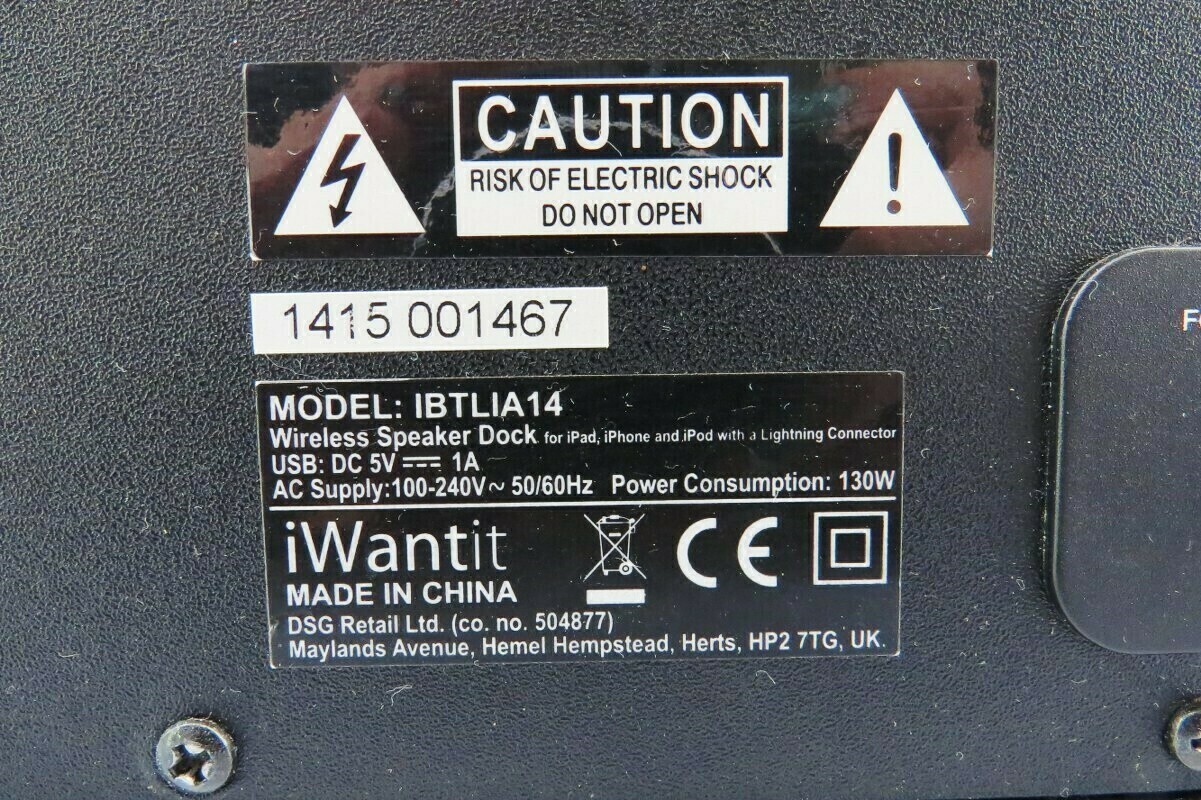 CAUTION
RISK OF ELECTRIC SHOCK
DO NOT OPEN
1415 001467
MODEL: IBTLIA14
Wireless Speaker Dock for iPad, iPhone and iPod with a Lightning Connector
USB: DC 5V ⎓ 1A
AC Supply:100-240V~ 50/60Hz Power Consumption: 130W
iWantit
CE
MADE IN CHINA
DSG Retail Ltd. (co. no. 504877)
Maylands Avenue, Hemel Hempstead, Herts, HP2 7TG, UK.